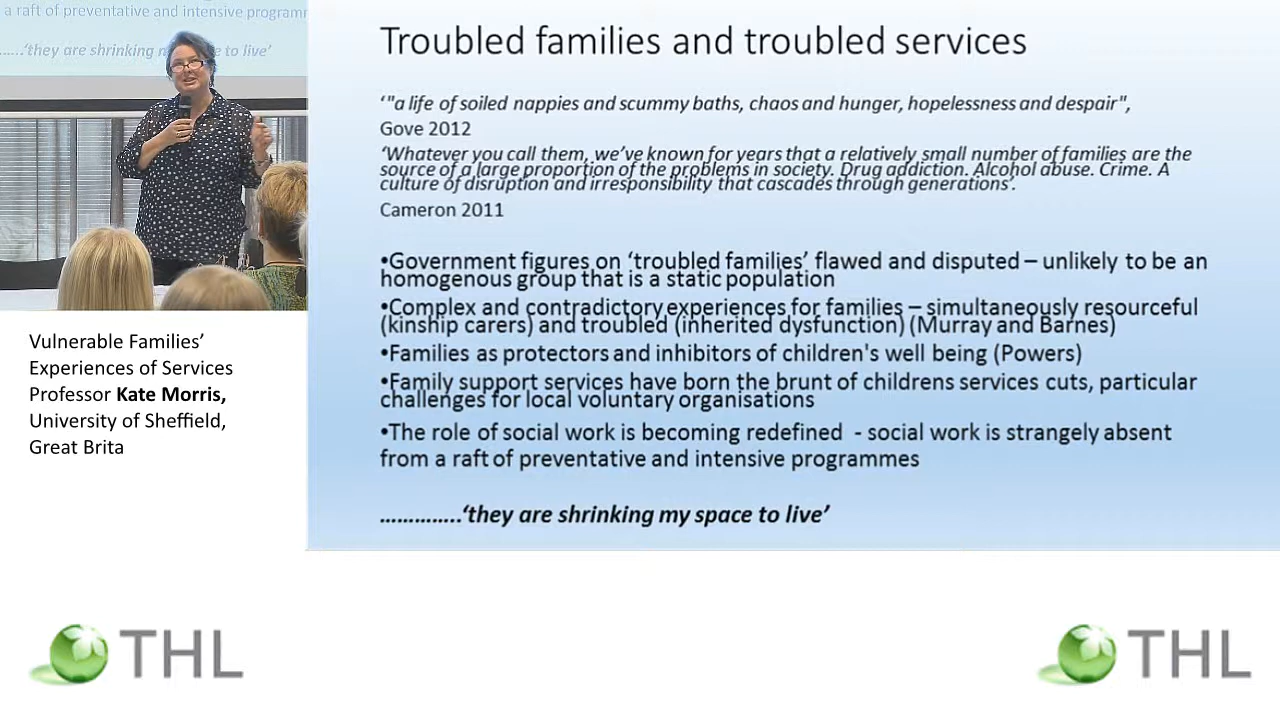 a raft of preventative and intensive programm
......'they are shrinking to live'
Troubled families and troubled services
'"a life of soiled nappies and scummy baths, chaos and hunger, hopelessness and despair",
Gove 2012
'Whatever you call them, we've known for years that a relatively small number of families are the
source of a large proportion of the problems in society. Drug addiction. Alcohol abuse. Crime. A
culture of disruption and irresponsibility that cascades through generations'.
Cameron 2011
•Government figures on 'troubled families' flawed and disputed – unlikely to be an
homogenous group that is a static population
•Complex and contradictory experiences for families – simultaneously resourceful
(kinship carers) and troubled (inherited dysfunction) (Murray and Barnes)
•Families as protectors and inhibitors of children's well being (Powers)
•Family support services have born the brunt of childrens services cuts, particular
challenges for local voluntary organisations
•The role of social work is becoming redefined - social work is strangely absent
from a raft of preventative and intensive programmes
…………..'they are shrinking my space to live'
Vulnerable Families'
Experiences of Services
Professor Kate Morris,
University of Sheffield,
Great Brita
THL
THL